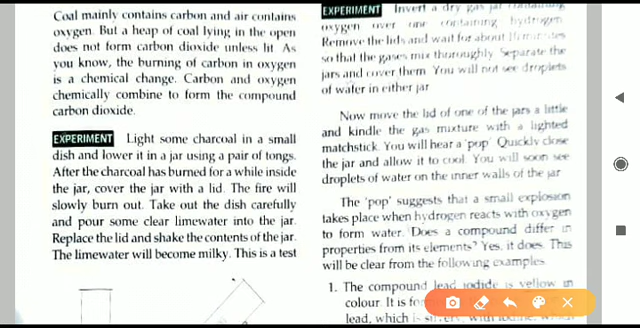 Coal mainly contains carbon and air contains
oxygen. But a heap of coal lying in the open
does not form carbon dioxide unless lit. As
you know, the burning of carbon in oxygen
is a chemical change. Carbon and oxygen
chemically combine to form the compound
carbon dioxide.
EXPERIMENT Light some charcoal in a small
dish and lower it in a jar using a pair of tongs.
After the charcoal has burned for a while inside
the jar, cover the jar with a lid. The fire will
slowly burn out. Take out the dish carefully
and pour some clear limewater into the jar.
Replace the lid and shake the contents of the jar.
The limewater will become milky. This is a test
EXPERIMENT Invert a dry gas jar containing
oxygen over one containing hydrogen
Remove the lids and wait for about minutes
so that the gases mix thoroughly. Separate the
jars and cover them. You will not see droplets
of water in either jar
Now move the lid of one of the jars a little
and kindle the gas mixture with a lighted
matchstick. You will hear a 'pop'. Quickly close
the jar and allow it to cool. You will soon see
droplets of water on the inner walls of the jar
The 'pop' suggests that a small explosion
takes place when hydrogen reacts with oxygen
to form water. Does a compound differ in
properties from its elements? Yes, it does. This
will be clear from the following examples.
1. The compound lead iodide is yellow in
colour. It is
lead, which